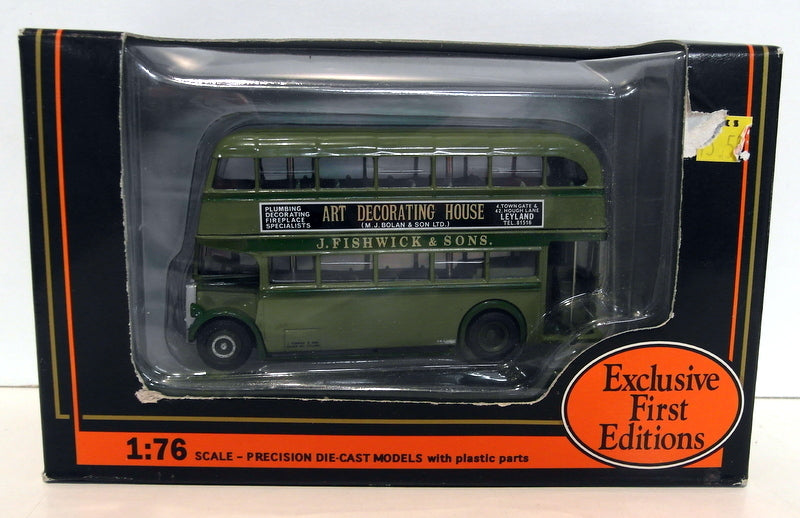 PLUMBING
DECORATING
FIREPLACE
SPECIALISTS
ART DECORATING HOUSE
(M.J. BOLAN & SON LTD.)
4, TOWNGATE &
42, HOUGH LANE
LEYLAND
TEL. 81516
J. FISHWICK & SONS.
Exclusive
First
Editions
1:76 SCALE – PRECISION DIE-CAST MODELS with plastic parts